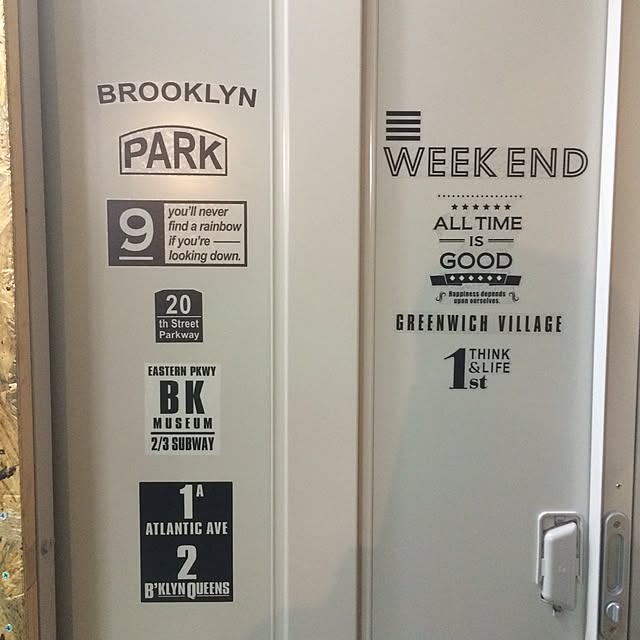 BROOKLYN
PARK
9
you'll never
find a rainbow
if you're
looking down.
20
th Street
Parkway
EASTERN PKWY
BK
MUSEUM
2/3 SUBWAY
1A
ATLANTIC AVE
2
B'KLYN QUEENS
WEEK END
ALL TIME
IS
GOOD
Happiness depends
upon ourselves.
GREENWICH VILLAGE
1st
THINK
& LIFE